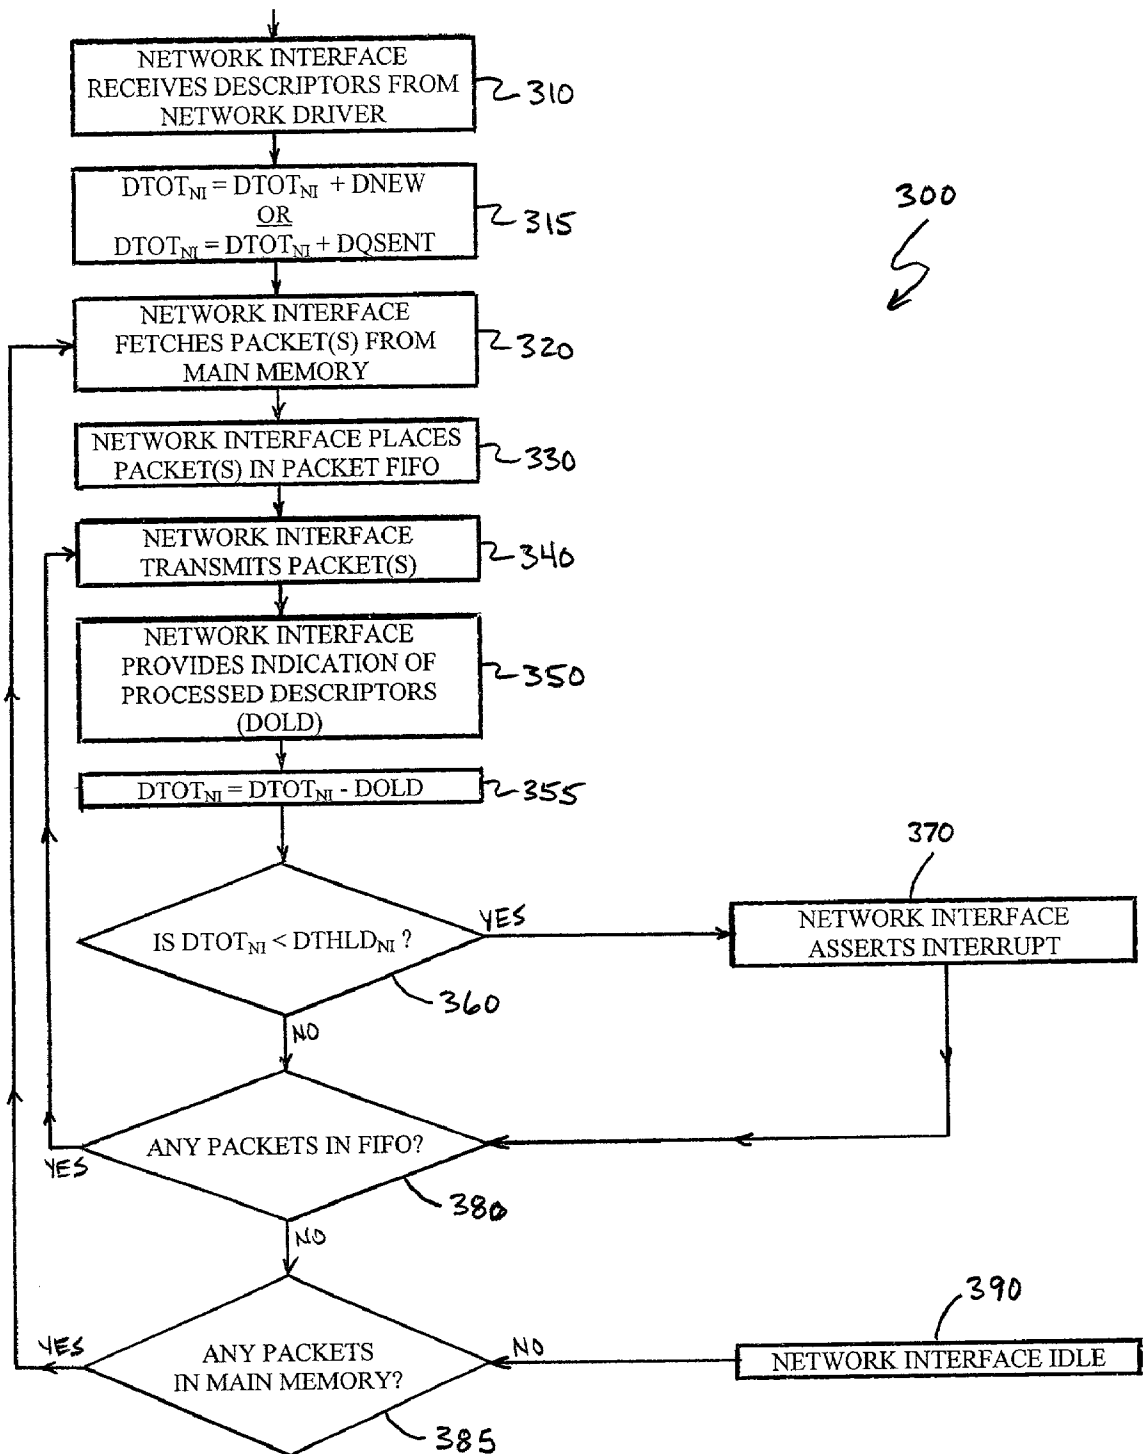 NETWORK INTERFACE
RECEIVES DESCRIPTORS FROM
NETWORK DRIVER
310
DTOT_NI = DTOT_NI + DNEW
OR
DTOT_NI = DTOT_NI + DQSENT
315
300
NETWORK INTERFACE
FETCHES PACKET(S) FROM
MAIN MEMORY
320
NETWORK INTERFACE PLACES
PACKET(S) IN PACKET FIFO
330
NETWORK INTERFACE
TRANSMITS PACKET(S)
340
NETWORK INTERFACE
PROVIDES INDICATION OF
PROCESSED DESCRIPTORS
(DOLD)
350
DTOT_NI = DTOT_NI - DOLD
355
IS DTOT_NI < DTHLD_NI ?
YES
360
NO
370
NETWORK INTERFACE
ASSERTS INTERRUPT
ANY PACKETS IN FIFO?
YES
380
NO
ANY PACKETS
IN MAIN MEMORY?
YES
NO
385
390
NETWORK INTERFACE IDLE